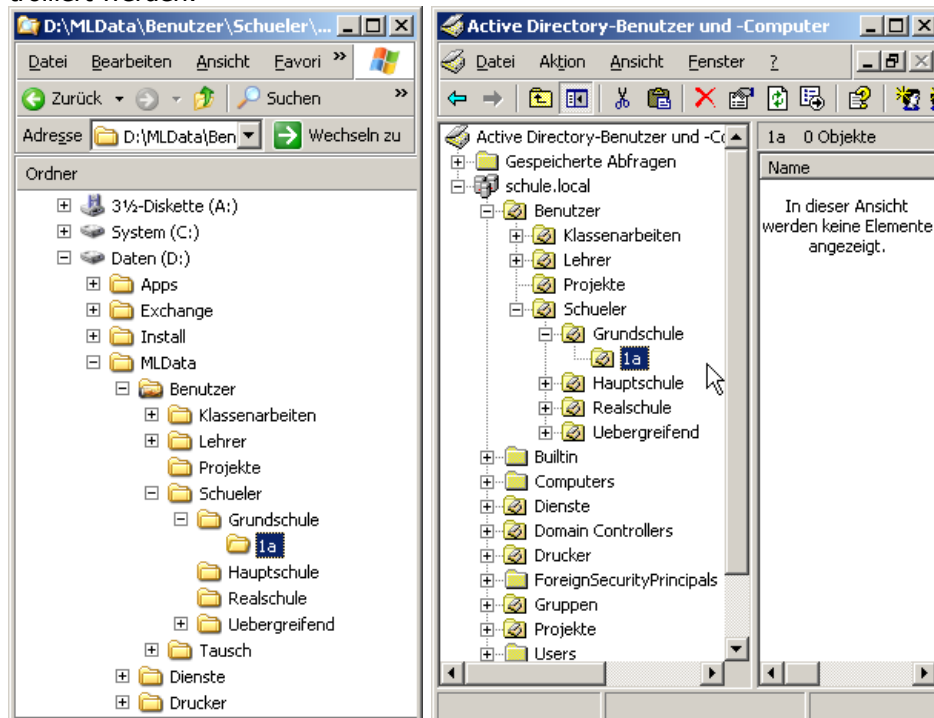 D:\MLData\Benutzer\Schueler\...
Datei Bearbeiten Ansicht Favori »
Zurück Suchen »
Adresse D:\MLData\Ben Wechseln zu
Ordner
3½-Diskette (A:)
System (C:)
Daten (D:)
Apps
Exchange
Install
MLData
Benutzer
Klassenarbeiten
Lehrer
Projekte
Schueler
Grundschule
1a
Hauptschule
Realschule
Uebergreifend
Tausch
Dienste
Drucker
Active Directory-Benutzer und -Computer
Datei Aktion Ansicht Fenster ?
Active Directory-Benutzer und -Co
Gespeicherte Abfragen
schule.local
Benutzer
Klassenarbeiten
Lehrer
Projekte
Schueler
Grundschule
1a
Hauptschule
Realschule
Uebergreifend
Builtin
Computers
Dienste
Domain Controllers
Drucker
ForeignSecurityPrincipals
Gruppen
Projekte
Users
1a 0 Objekte
Name
In dieser Ansicht
werden keine Elemente
angezeigt.